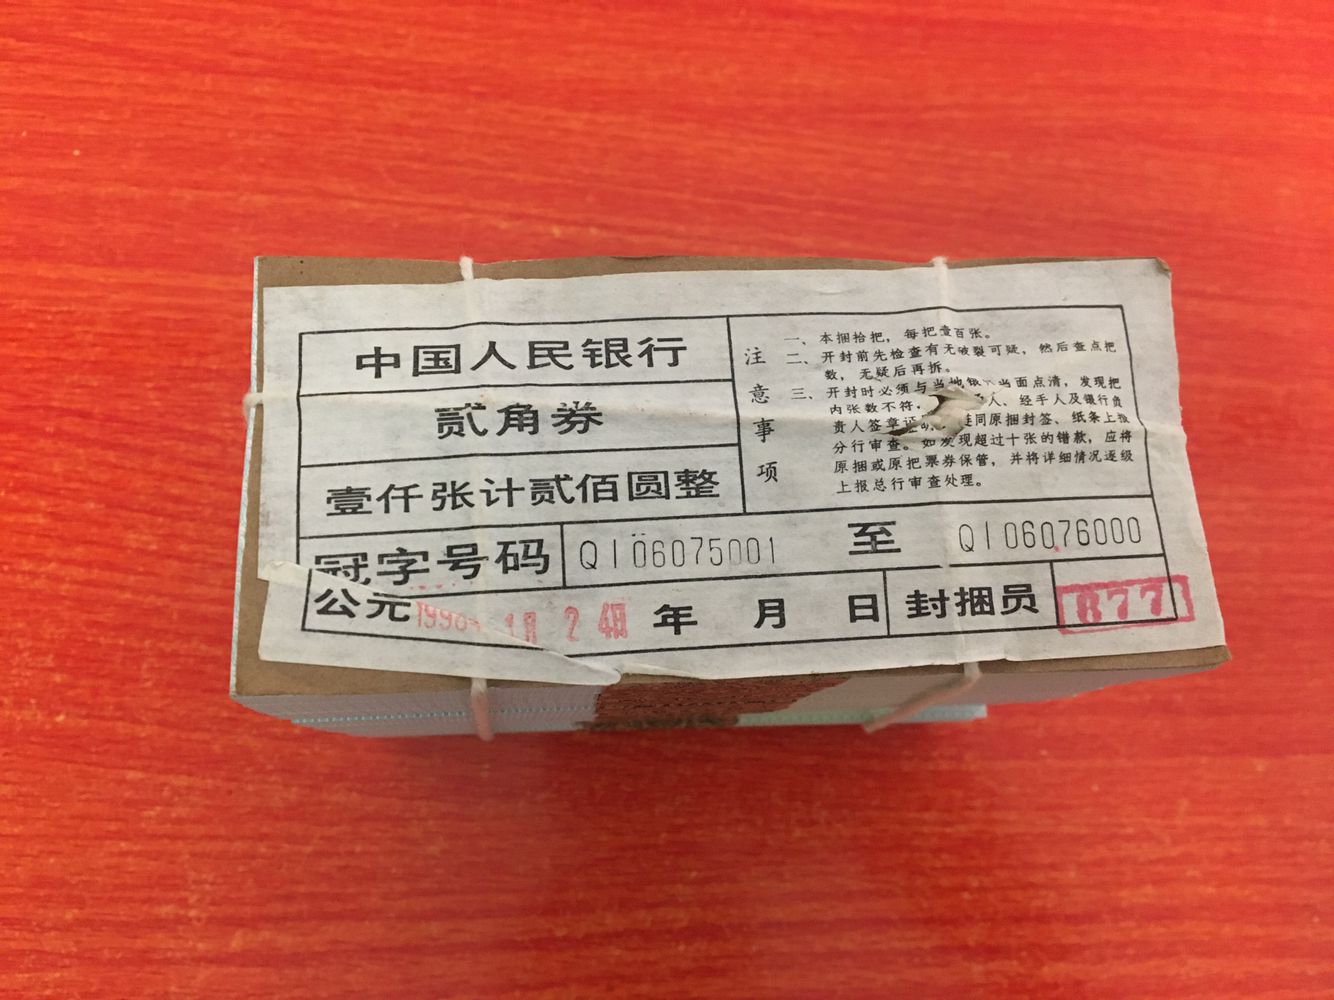 中国人民银行
贰角券
壹仟张计贰佰圆整
注意事项
一、本捆拾把，每把壹百张。
二、开封前先检查有无破裂可疑，然后查点把
数，无疑后再拆。
三、开封时必须与当地银 当面点清，发现把
内张数不符， 人、经手人及银行负
责人签章证 连同原捆封签、纸条上报
分行审查。如发现超过十张的错款，应将
原捆或原把票券保管，并将详细情况逐级
上报总行审查处理。
冠字号码 QI06075001 至 QI06076000
公元 年 月 日 封捆员 877